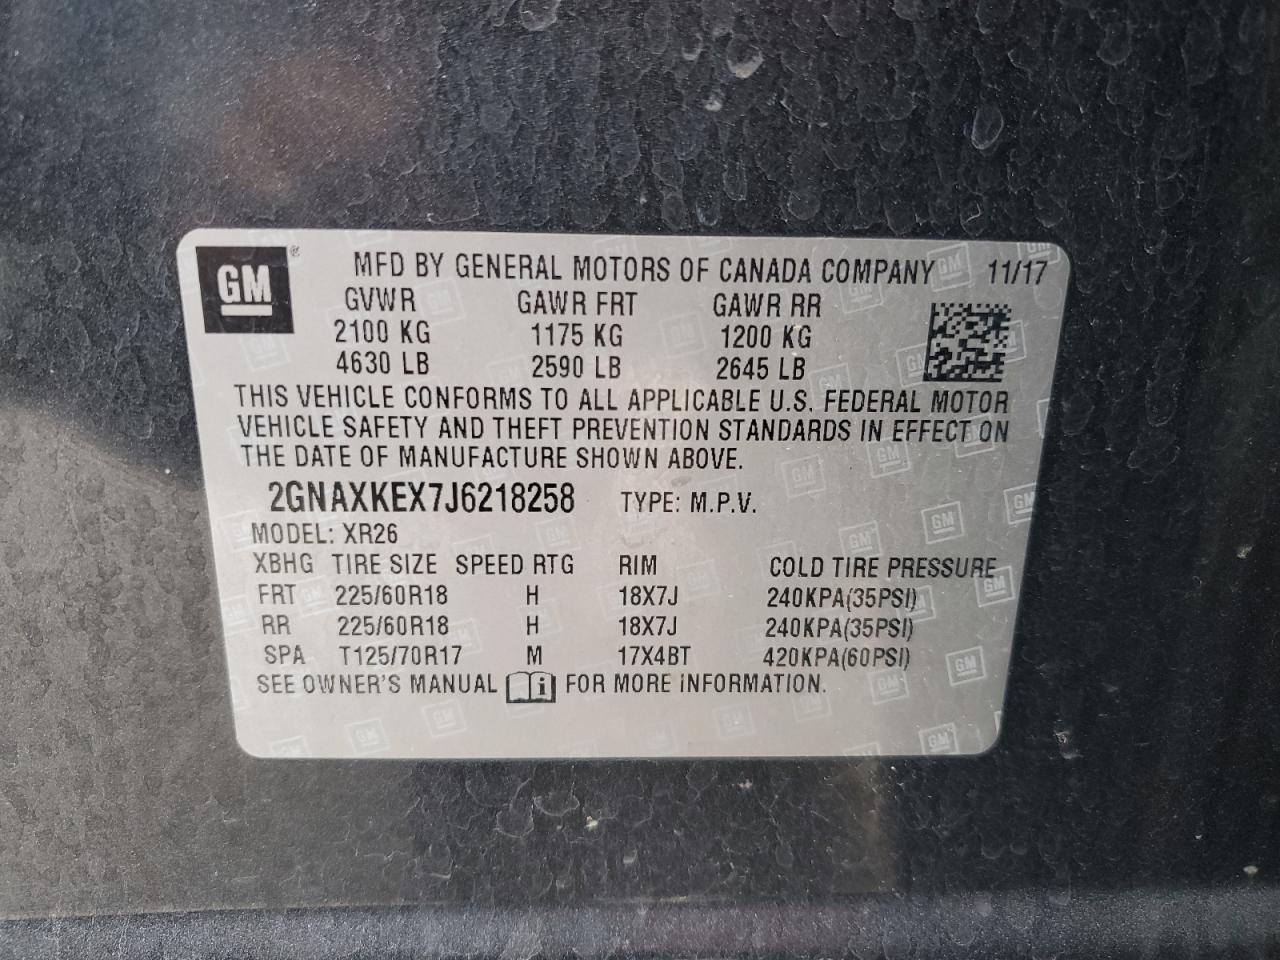 GM® MFD BY GENERAL MOTORS OF CANADA COMPANY 11/17
GVWR GAWR FRT GAWR RR
2100 KG 1175 KG 1200 KG
4630 LB 2590 LB 2645 LB
THIS VEHICLE CONFORMS TO ALL APPLICABLE U.S. FEDERAL MOTOR
VEHICLE SAFETY AND THEFT PREVENTION STANDARDS IN EFFECT ON
THE DATE OF MANUFACTURE SHOWN ABOVE.
2GNAXKEX7J6218258 TYPE: M.P.V.
MODEL: XR26
XBHG TIRE SIZE SPEED RTG RIM COLD TIRE PRESSURE
FRT 225/60R18 H 18X7J 240KPA(35PSI)
RR 225/60R18 H 18X7J 240KPA(35PSI)
SPA T125/70R17 M 17X4BT 420KPA(60PSI)
SEE OWNER'S MANUAL i FOR MORE INFORMATION.